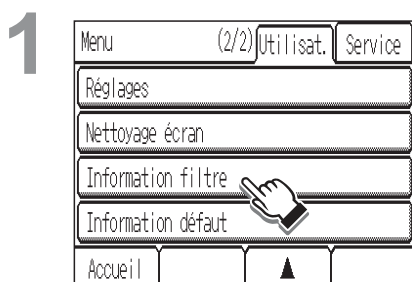 1
Menu (2/2) Utilisat. Service
Réglages
Nettoyage écran
Information filtre
Information défaut
Accueil ▲